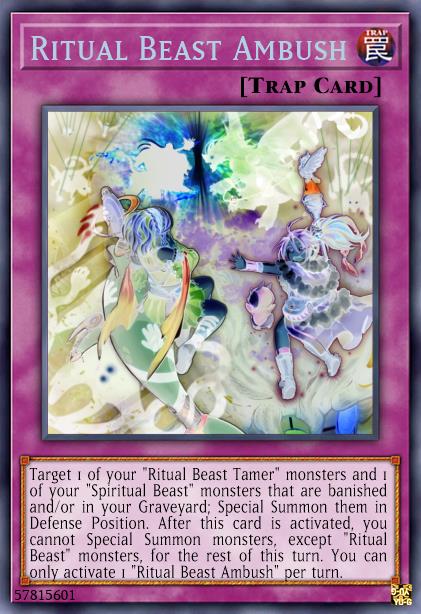 RITUAL BEAST AMBUSH
TRAP
罠
[TRAP CARD]
Target 1 of your "Ritual Beast Tamer" monsters and 1
of your "Spiritual Beast" monsters that are banished
and/or in your Graveyard; Special Summon them in
Defense Position. After this card is activated, you
cannot Special Summon monsters, except "Ritual
Beast" monsters, for the rest of this turn. You can
only activate 1 "Ritual Beast Ambush" per turn.
57815601